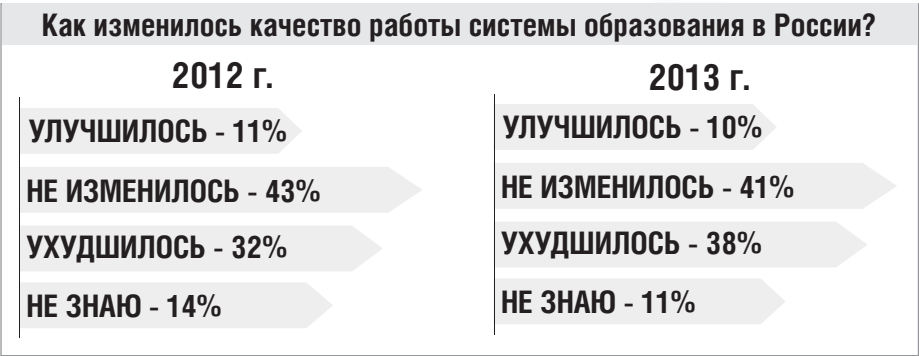 Как изменилось качество работы системы образования в России?
2012 г.
УЛУЧШИЛОСЬ - 11%
НЕ ИЗМЕНИЛОСЬ - 43%
УХУДШИЛОСЬ - 32%
НЕ ЗНАЮ - 14%
2013 г.
УЛУЧШИЛОСЬ - 10%
НЕ ИЗМЕНИЛОСЬ - 41%
УХУДШИЛОСЬ - 38%
НЕ ЗНАЮ - 11%